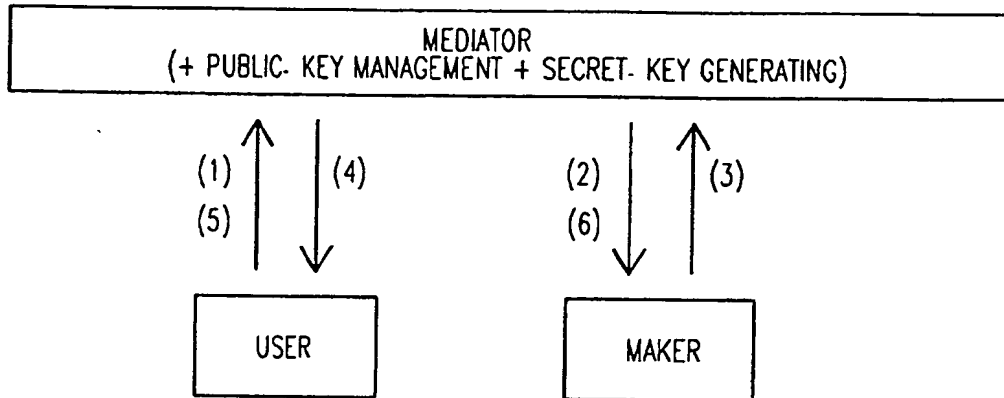 MEDIATOR
(+ PUBLIC- KEY MANAGEMENT + SECRET- KEY GENERATING)
(1) (4) (2) (3)
(5) (6)
USER MAKER